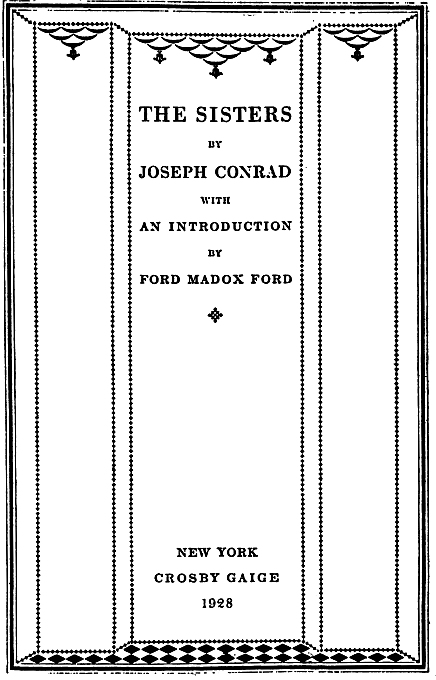 THE SISTERS
BY
JOSEPH CONRAD
WITH
AN INTRODUCTION
BY
FORD MADOX FORD
NEW YORK
CROSBY GAIGE
1928